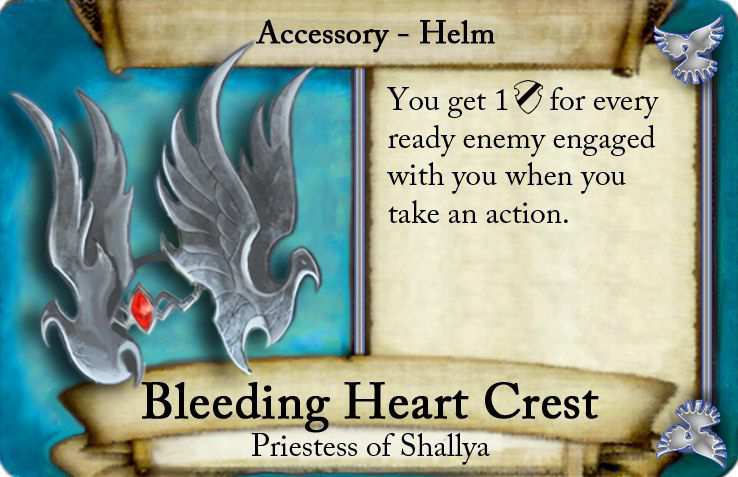 Accessory - Helm
You get 1 for every
ready enemy engaged
with you when you
take an action.
Bleeding Heart Crest
Priestess of Shallya